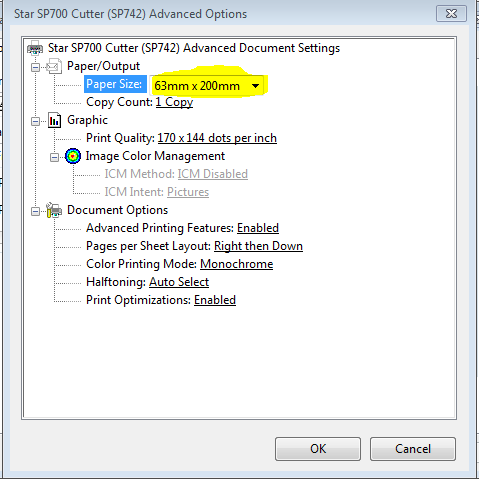 Star SP700 Cutter (SP742) Advanced Options
Star SP700 Cutter (SP742) Advanced Document Settings
Paper/Output
Paper Size: 63mm x 200mm
Copy Count: 1 Copy
Graphic
Print Quality: 170 x 144 dots per inch
Image Color Management
ICM Method: ICM Disabled
ICM Intent: Pictures
Document Options
Advanced Printing Features: Enabled
Pages per Sheet Layout: Right then Down
Color Printing Mode: Monochrome
Halftoning: Auto Select
Print Optimizations: Enabled
OK Cancel